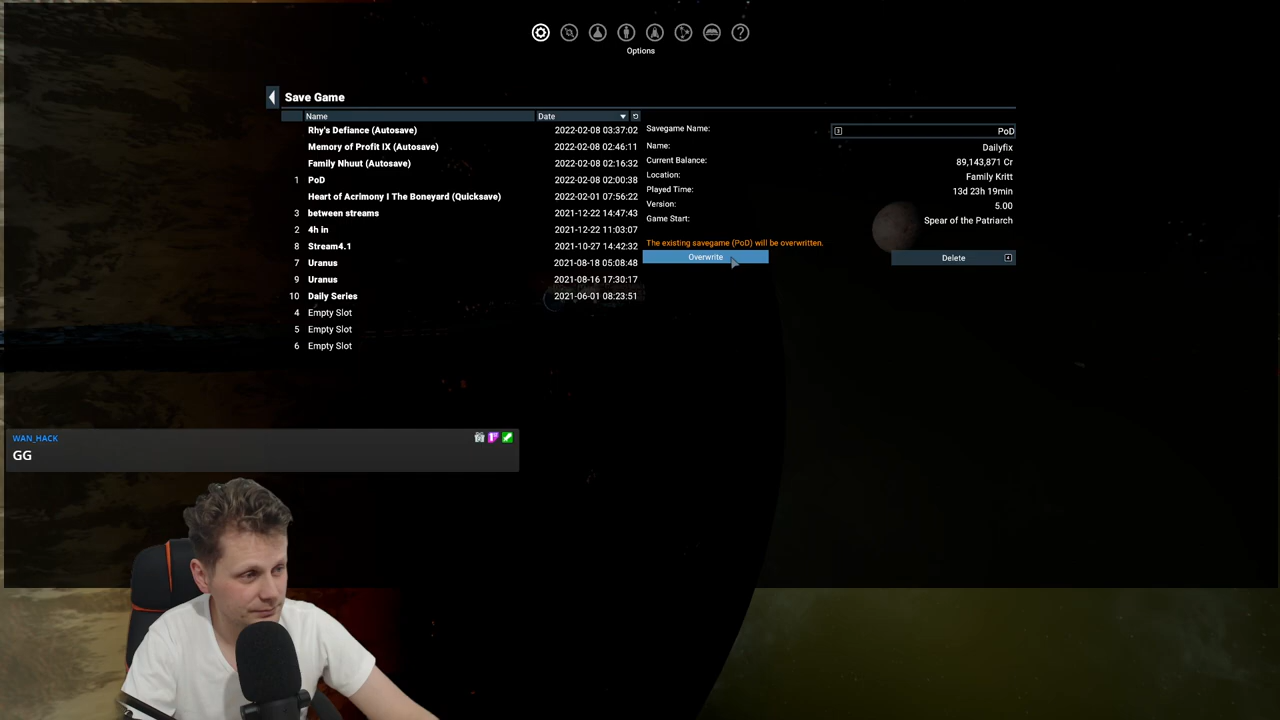 Options
Save Game
Name Date
Rhy's Defiance (Autosave) 2022-02-08 03:37:02
Memory of Profit IX (Autosave) 2022-02-08 02:46:11
Family Nhuut (Autosave) 2022-02-08 02:16:32
1 PoD 2022-02-08 02:00:38
Heart of Acrimony I The Boneyard (Quicksave) 2022-02-01 07:56:22
3 between streams 2021-12-22 14:47:43
2 4h in 2021-12-22 11:03:07
8 Stream4.1 2021-10-27 14:42:32
7 Uranus 2021-08-18 05:08:48
9 Uranus 2021-08-16 17:30:17
10 Daily Series 2021-06-01 08:23:51
4 Empty Slot
5 Empty Slot
6 Empty Slot
Savegame Name: PoD
Name: Dailyfix
Current Balance: 89,143,871 Cr
Location: Family Kritt
Played Time: 13d 23h 19min
Version: 5.00
Game Start: Spear of the Patriarch
The existing savegame (PoD) will be overwritten.
Overwrite Delete
WAN_HACK
GG